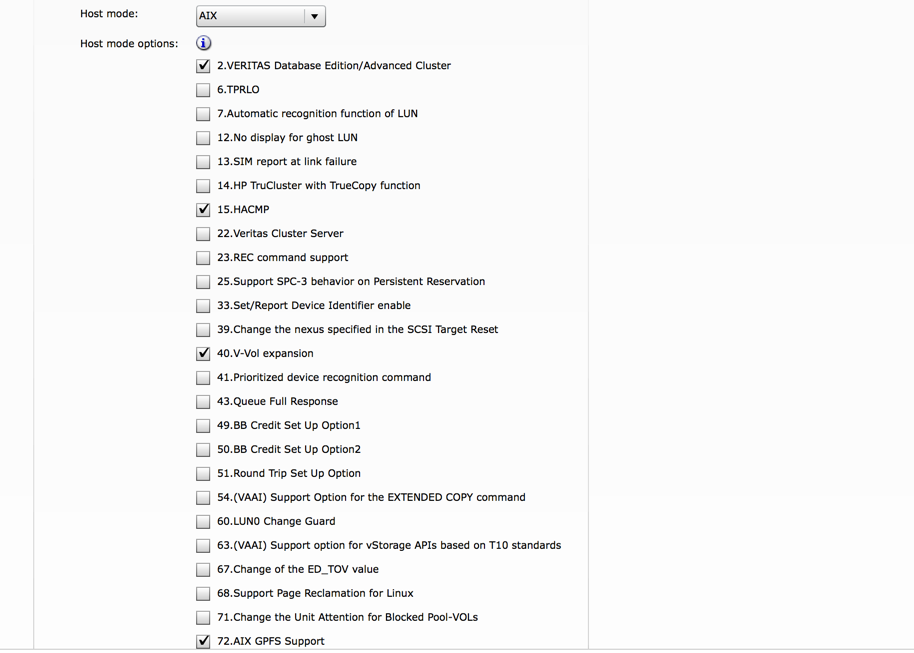 Host mode: AIX
Host mode options:
2.VERITAS Database Edition/Advanced Cluster
6.TPRLO
7.Automatic recognition function of LUN
12.No display for ghost LUN
13.SIM report at link failure
14.HP TruCluster with TrueCopy function
15.HACMP
22.Veritas Cluster Server
23.REC command support
25.Support SPC-3 behavior on Persistent Reservation
33.Set/Report Device Identifier enable
39.Change the nexus specified in the SCSI Target Reset
40.V-Vol expansion
41.Prioritized device recognition command
43.Queue Full Response
49.BB Credit Set Up Option1
50.BB Credit Set Up Option2
51.Round Trip Set Up Option
54.(VAAI) Support Option for the EXTENDED COPY command
60.LUN0 Change Guard
63.(VAAI) Support option for vStorage APIs based on T10 standards
67.Change of the ED_TOV value
68.Support Page Reclamation for Linux
71.Change the Unit Attention for Blocked Pool-VOLs
72.AIX GPFS Support